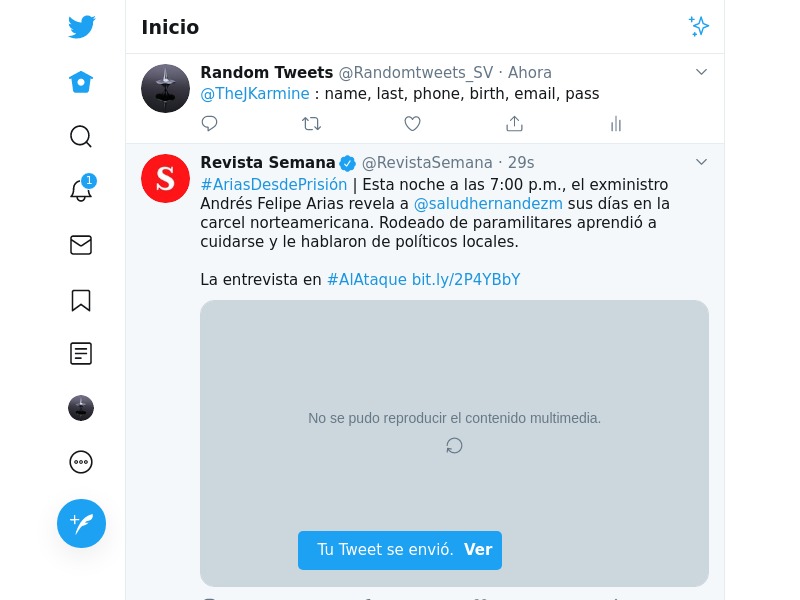 Inicio
Random Tweets @Randomtweets_SV · Ahora
@TheJKarmine : name, last, phone, birth, email, pass
1
S
Revista Semana @RevistaSemana · 29s
#AriasDesdePrisión | Esta noche a las 7:00 p.m., el exministro
Andrés Felipe Arias revela a @saludhernandezm sus días en la
carcel norteamericana. Rodeado de paramilitares aprendió a
cuidarse y le hablaron de políticos locales.
La entrevista en #AlAtaque bit.ly/2P4YBbY
No se pudo reproducir el contenido multimedia.
Tu Tweet se envió. Ver